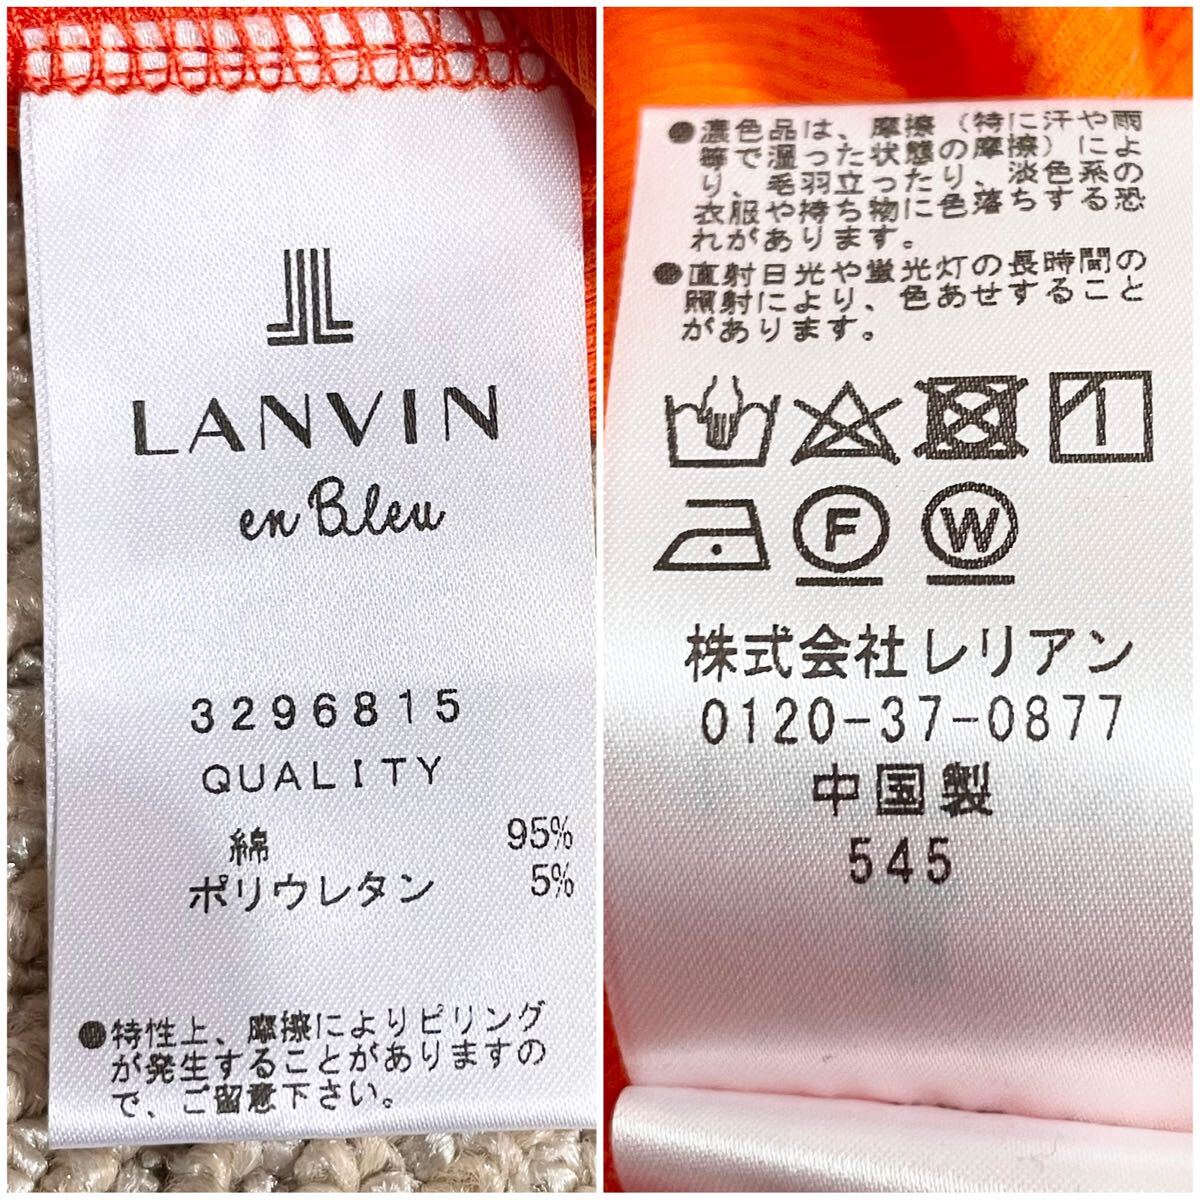 LANVIN
en Bleu
3296815
QUALITY
綿 95%
ポリウレタン 5%
●特性上、摩擦によりピリング
が発生することがありますの
で、ご留意下さい。
●濃色品は、摩擦（特に汗や雨
等で湿った状態の摩擦）によ
り、毛羽立ったり、淡色系の
衣服や持ち物に色落ちする恐
れがあります。
●直射日光や蛍光灯の長時間の
照射により、色あせすること
があります。
F W
株式会社レリアン
0120-37-0877
中国製
545